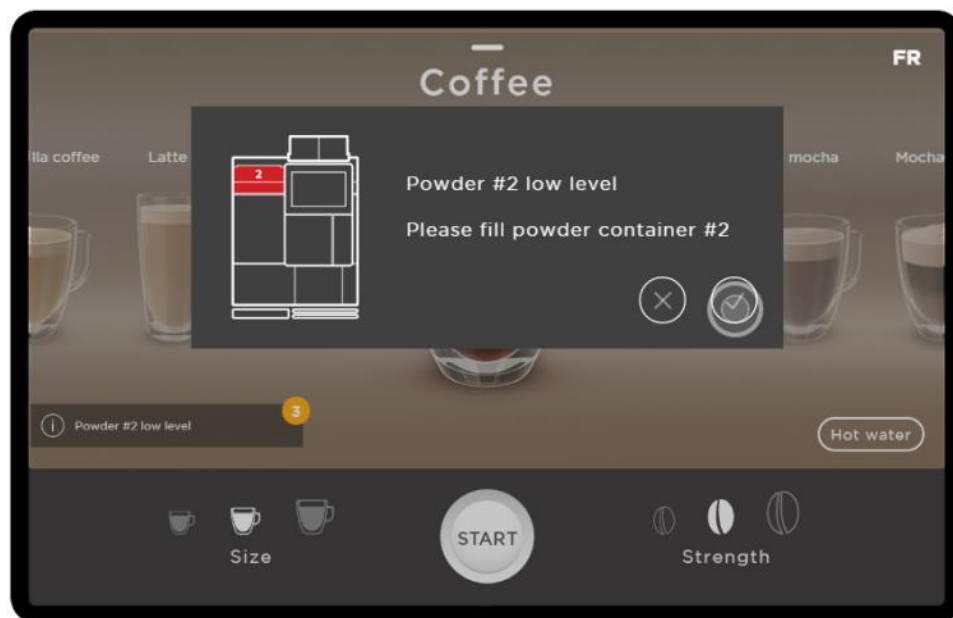 FR
Coffee
lla coffee
Latte
mocha
Mocha
2
Powder #2 low level
Please fill powder container #2
3
i Powder #2 low level
Hot water
START
Size
Strength